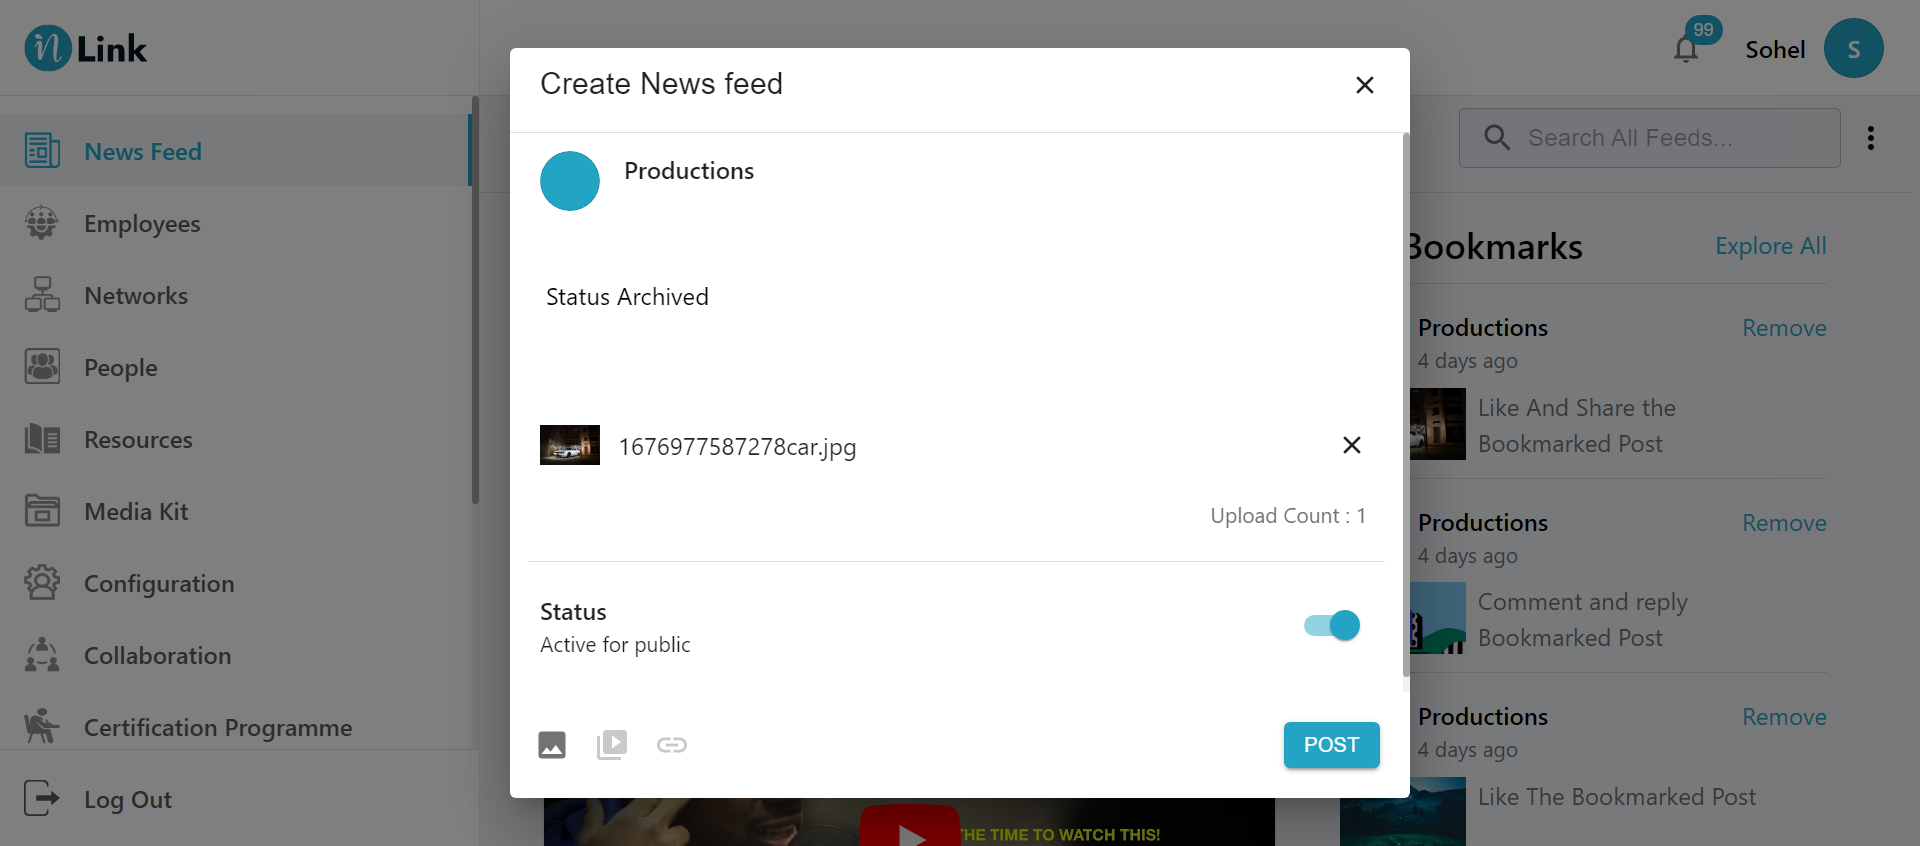 Link
99
Sohel
S
News Feed
Employees
Networks
People
Resources
Media Kit
Configuration
Collaboration
Certification Programme
Log Out
Create News feed
Productions
Status Archived
1676977587278car.jpg
Upload Count : 1
Status
Active for public
POST
THE TIME TO WATCH THIS!
Search All Feeds...
Bookmarks
Explore All
Productions
Remove
4 days ago
Like And Share the
Bookmarked Post
Productions
Remove
4 days ago
Comment and reply
Bookmarked Post
Productions
Remove
4 days ago
Like The Bookmarked Post